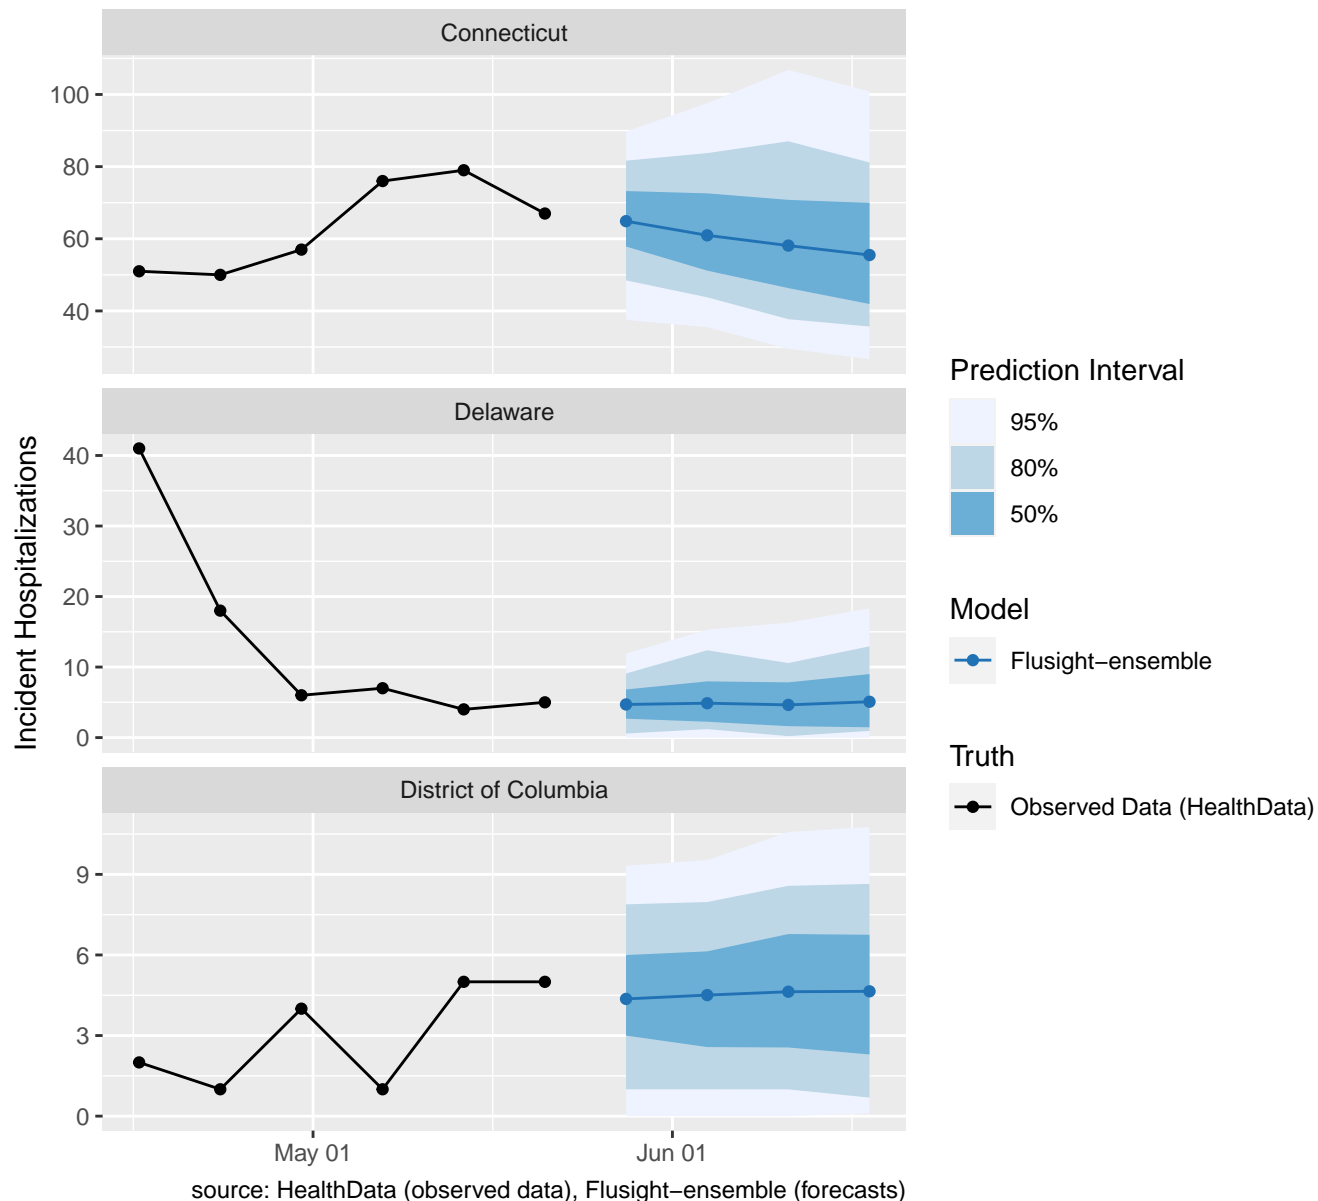 Connecticut
100
80
60
40
Delaware
40
30
20
10
0
District of Columbia
9
6
3
0
May 01
Jun 01
Incident Hospitalizations
source: HealthData (observed data), Flusight−ensemble (forecasts)
Prediction Interval
95%
80%
50%
Model
Flusight−ensemble
Truth
Observed Data (HealthData)